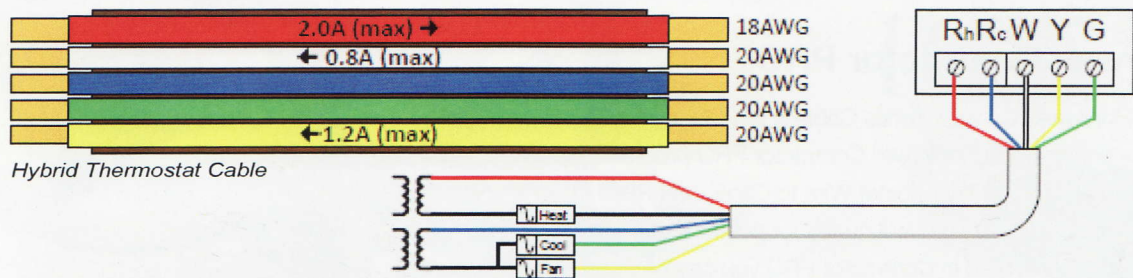 2.0A (max) → 18AWG
← 0.8A (max) 20AWG
20AWG
20AWG
←1.2A (max) 20AWG
Hybrid Thermostat Cable
Rh Rc W Y G
Heat
Cool
Fan